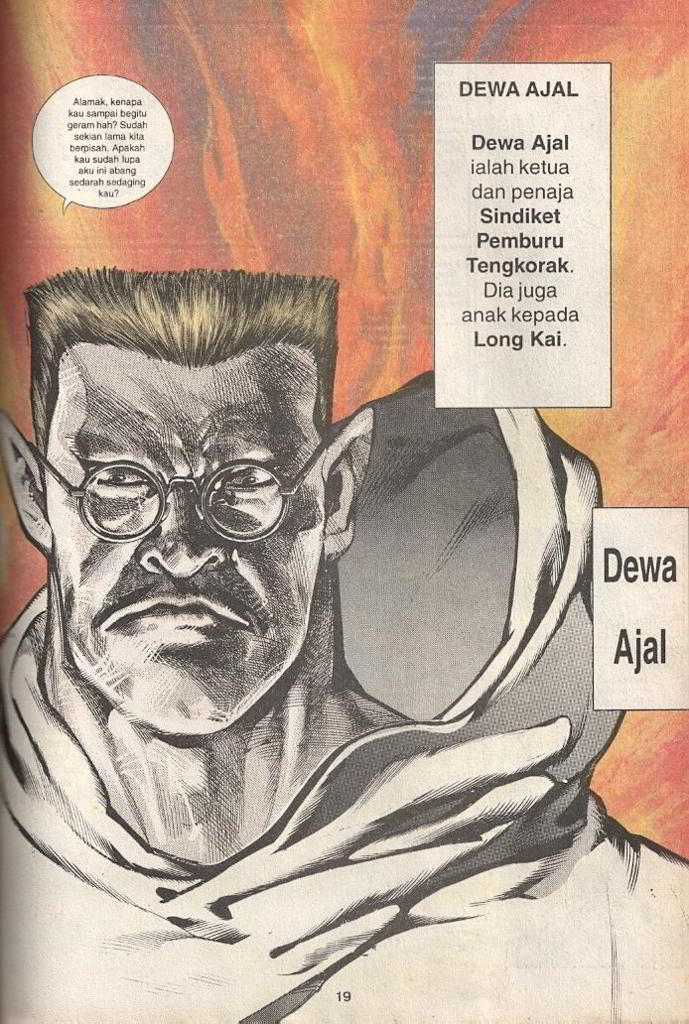 Alamak, kenapa
kau sampai begitu
geram hah? Sudah
sekian lama kita
berpisah. Apakah
kau sudah lupa
aku ini abang
sedarah sedaging
kau?
DEWA AJAL
Dewa Ajal
ialah ketua
dan penaja
Sindiket
Pemburu
Tengkorak.
Dia juga
anak kepada
Long Kai.
Dewa
Ajal
19